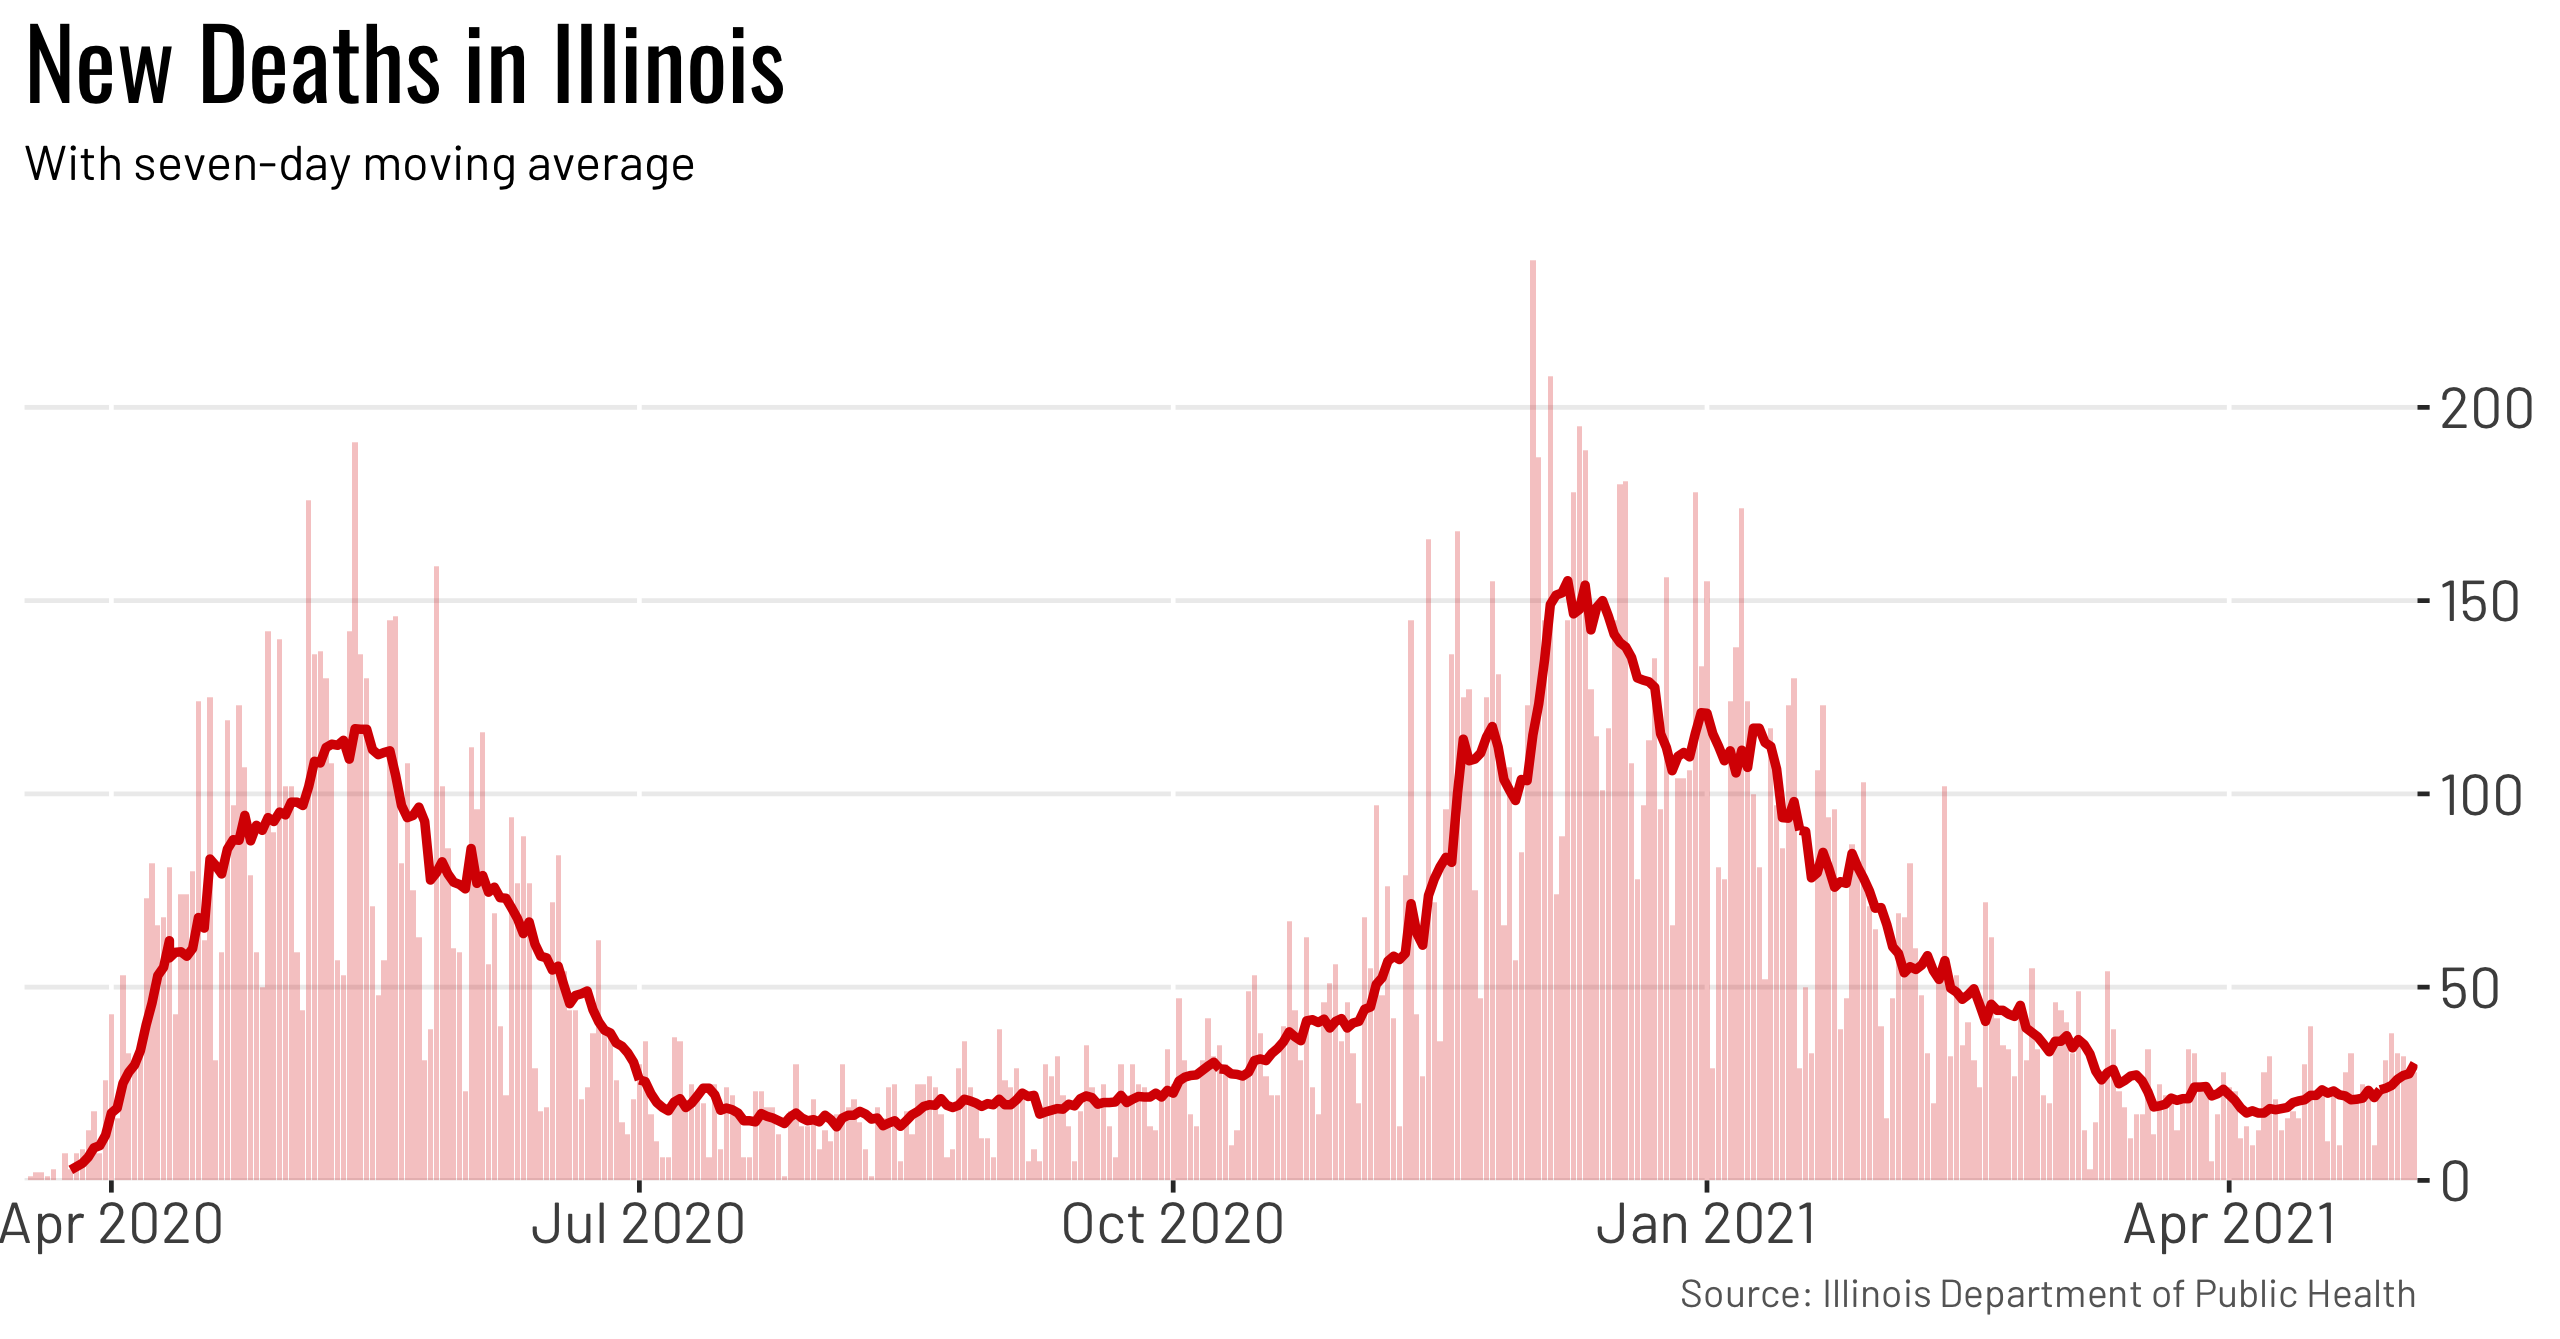 New Deaths in Illinois
With seven-day moving average
200
150
100
50
0
Apr 2020 Jul 2020 Oct 2020 Jan 2021 Apr 2021
Source: Illinois Department of Public Health